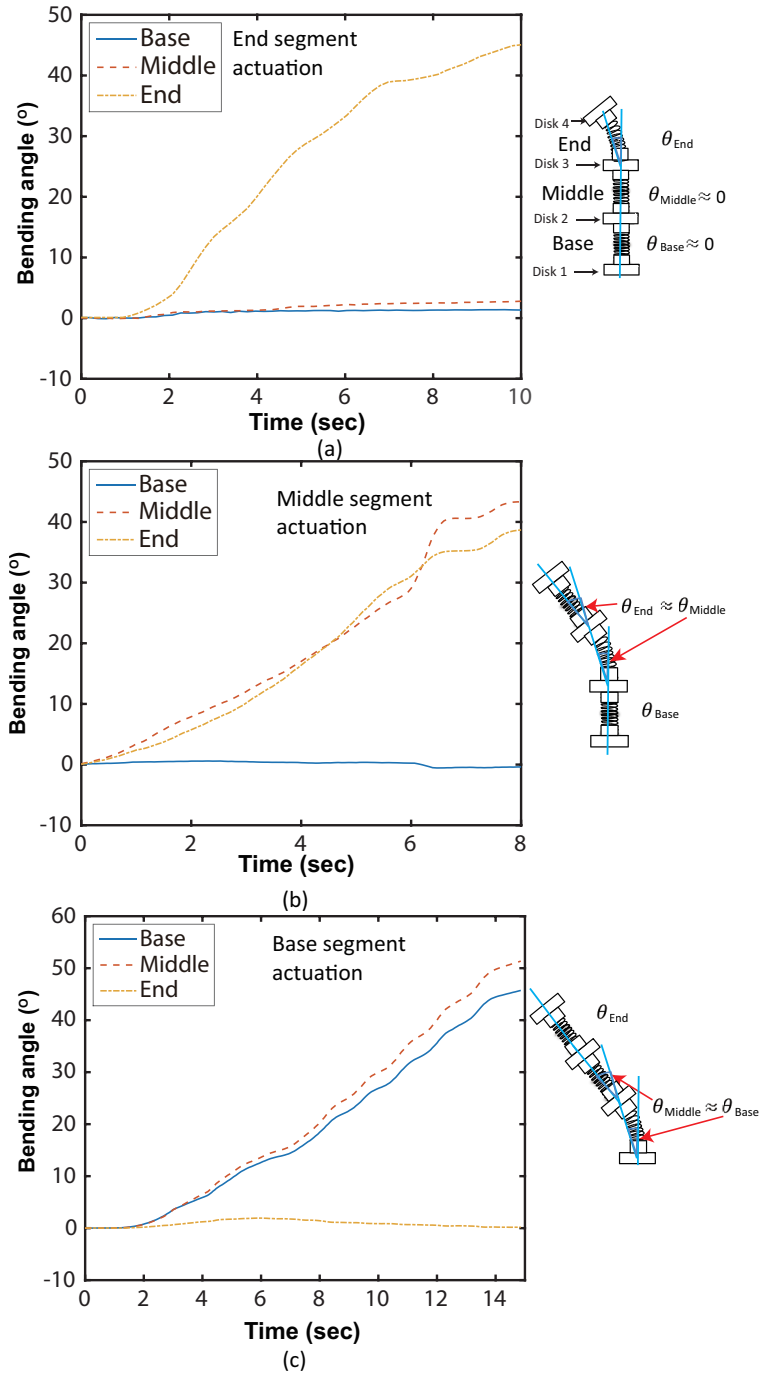 50
40
30
20
10
0
-10
Bending angle (º)
Base
Middle
End
End segment
actuation
0
2
4
6
8
10
Time (sec)
(a)
Disk 4
End
θEnd
Disk 3
Middle
θMiddle ≈ 0
Disk 2
Base
θBase ≈ 0
Disk 1
50
40
30
20
10
0
-10
Bending angle (º)
Base
Middle
End
Middle segment
actuation
0
2
4
6
8
Time (sec)
(b)
θEnd ≈ θMiddle
θBase
60
50
40
30
20
10
0
-10
Bending angle (º)
Base
Middle
End
Base segment
actuation
0
2
4
6
8
10
12
14
Time (sec)
(c)
θEnd
θMiddle ≈ θBase